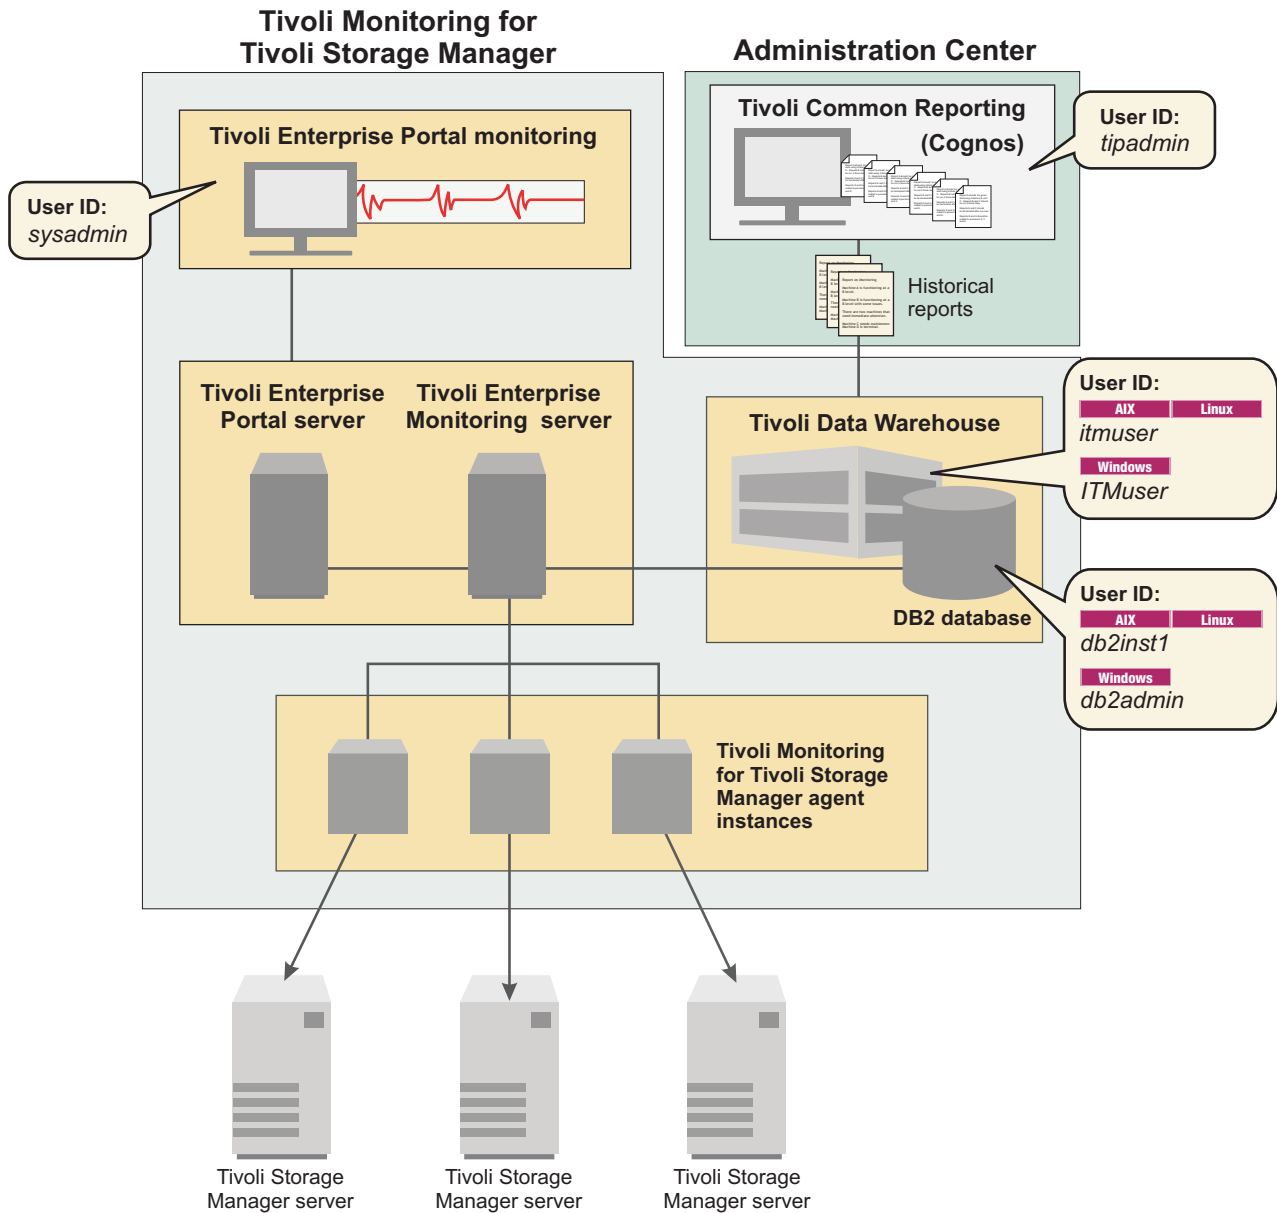 Tivoli Monitoring for
Tivoli Storage Manager
Administration Center
Tivoli Enterprise Portal monitoring
User ID:
sysadmin
Tivoli Common Reporting
(Cognos)
User ID:
tipadmin
Historical
reports
Tivoli Enterprise
Portal server
Tivoli Enterprise
Monitoring server
Tivoli Data Warehouse
DB2 database
User ID:
AIX Linux
itmuser
Windows
ITMuser
User ID:
AIX Linux
db2inst1
Windows
db2admin
Tivoli Monitoring
for Tivoli Storage
Manager agent
instances
Tivoli Storage
Manager server
Tivoli Storage
Manager server
Tivoli Storage
Manager server